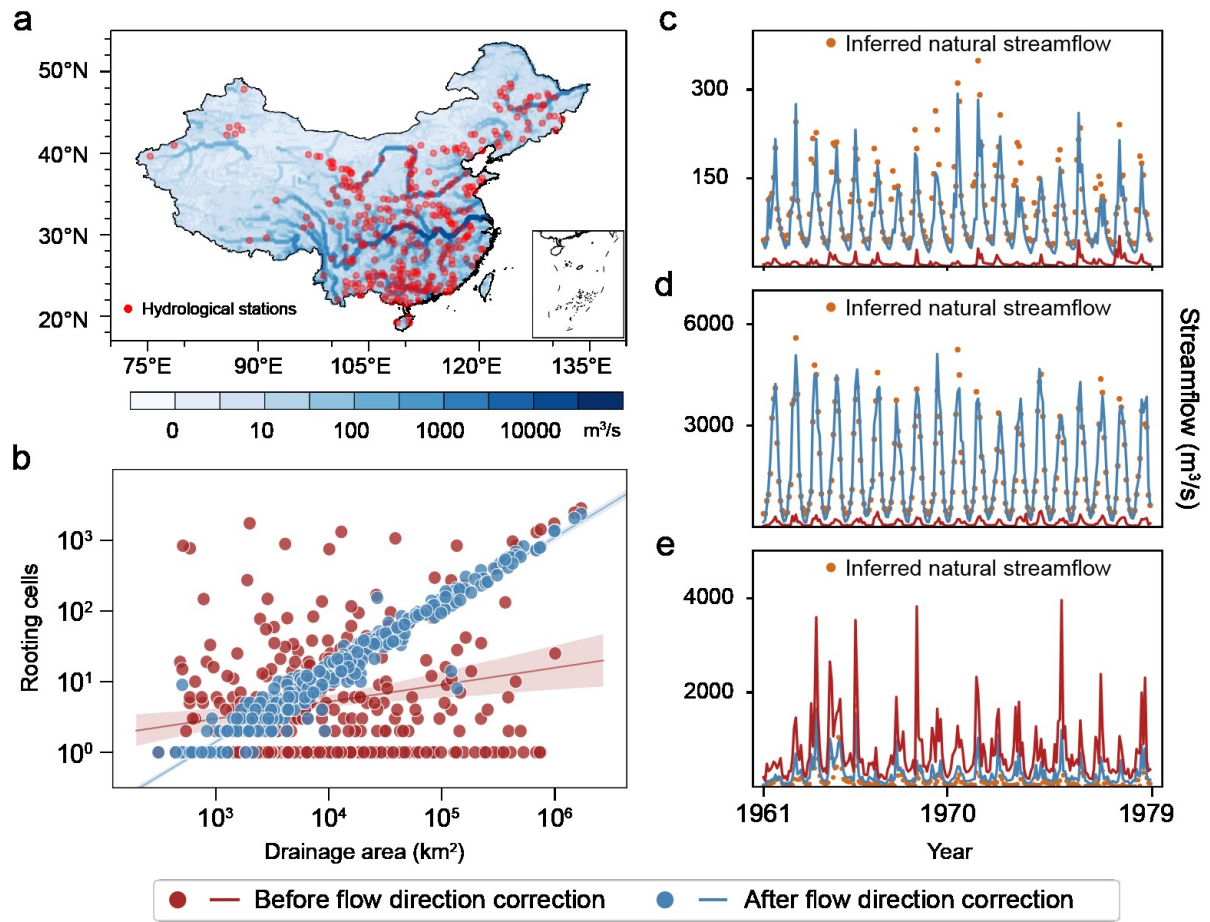 a
50°N
40°N
30°N
20°N
Hydrological stations
75°E 90°E 105°E 120°E 135°E
0 10 100 1000 10000 m³/s
b
Rooting cells
10³
10²
10¹
10⁰
10³ 10⁴ 10⁵ 10⁶
Drainage area (km²)
c
Inferred natural streamflow
300
150
d
Inferred natural streamflow
6000
3000
e
Inferred natural streamflow
4000
2000
1961 1970 1979
Year
Streamflow (m³/s)
Before flow direction correction After flow direction correction